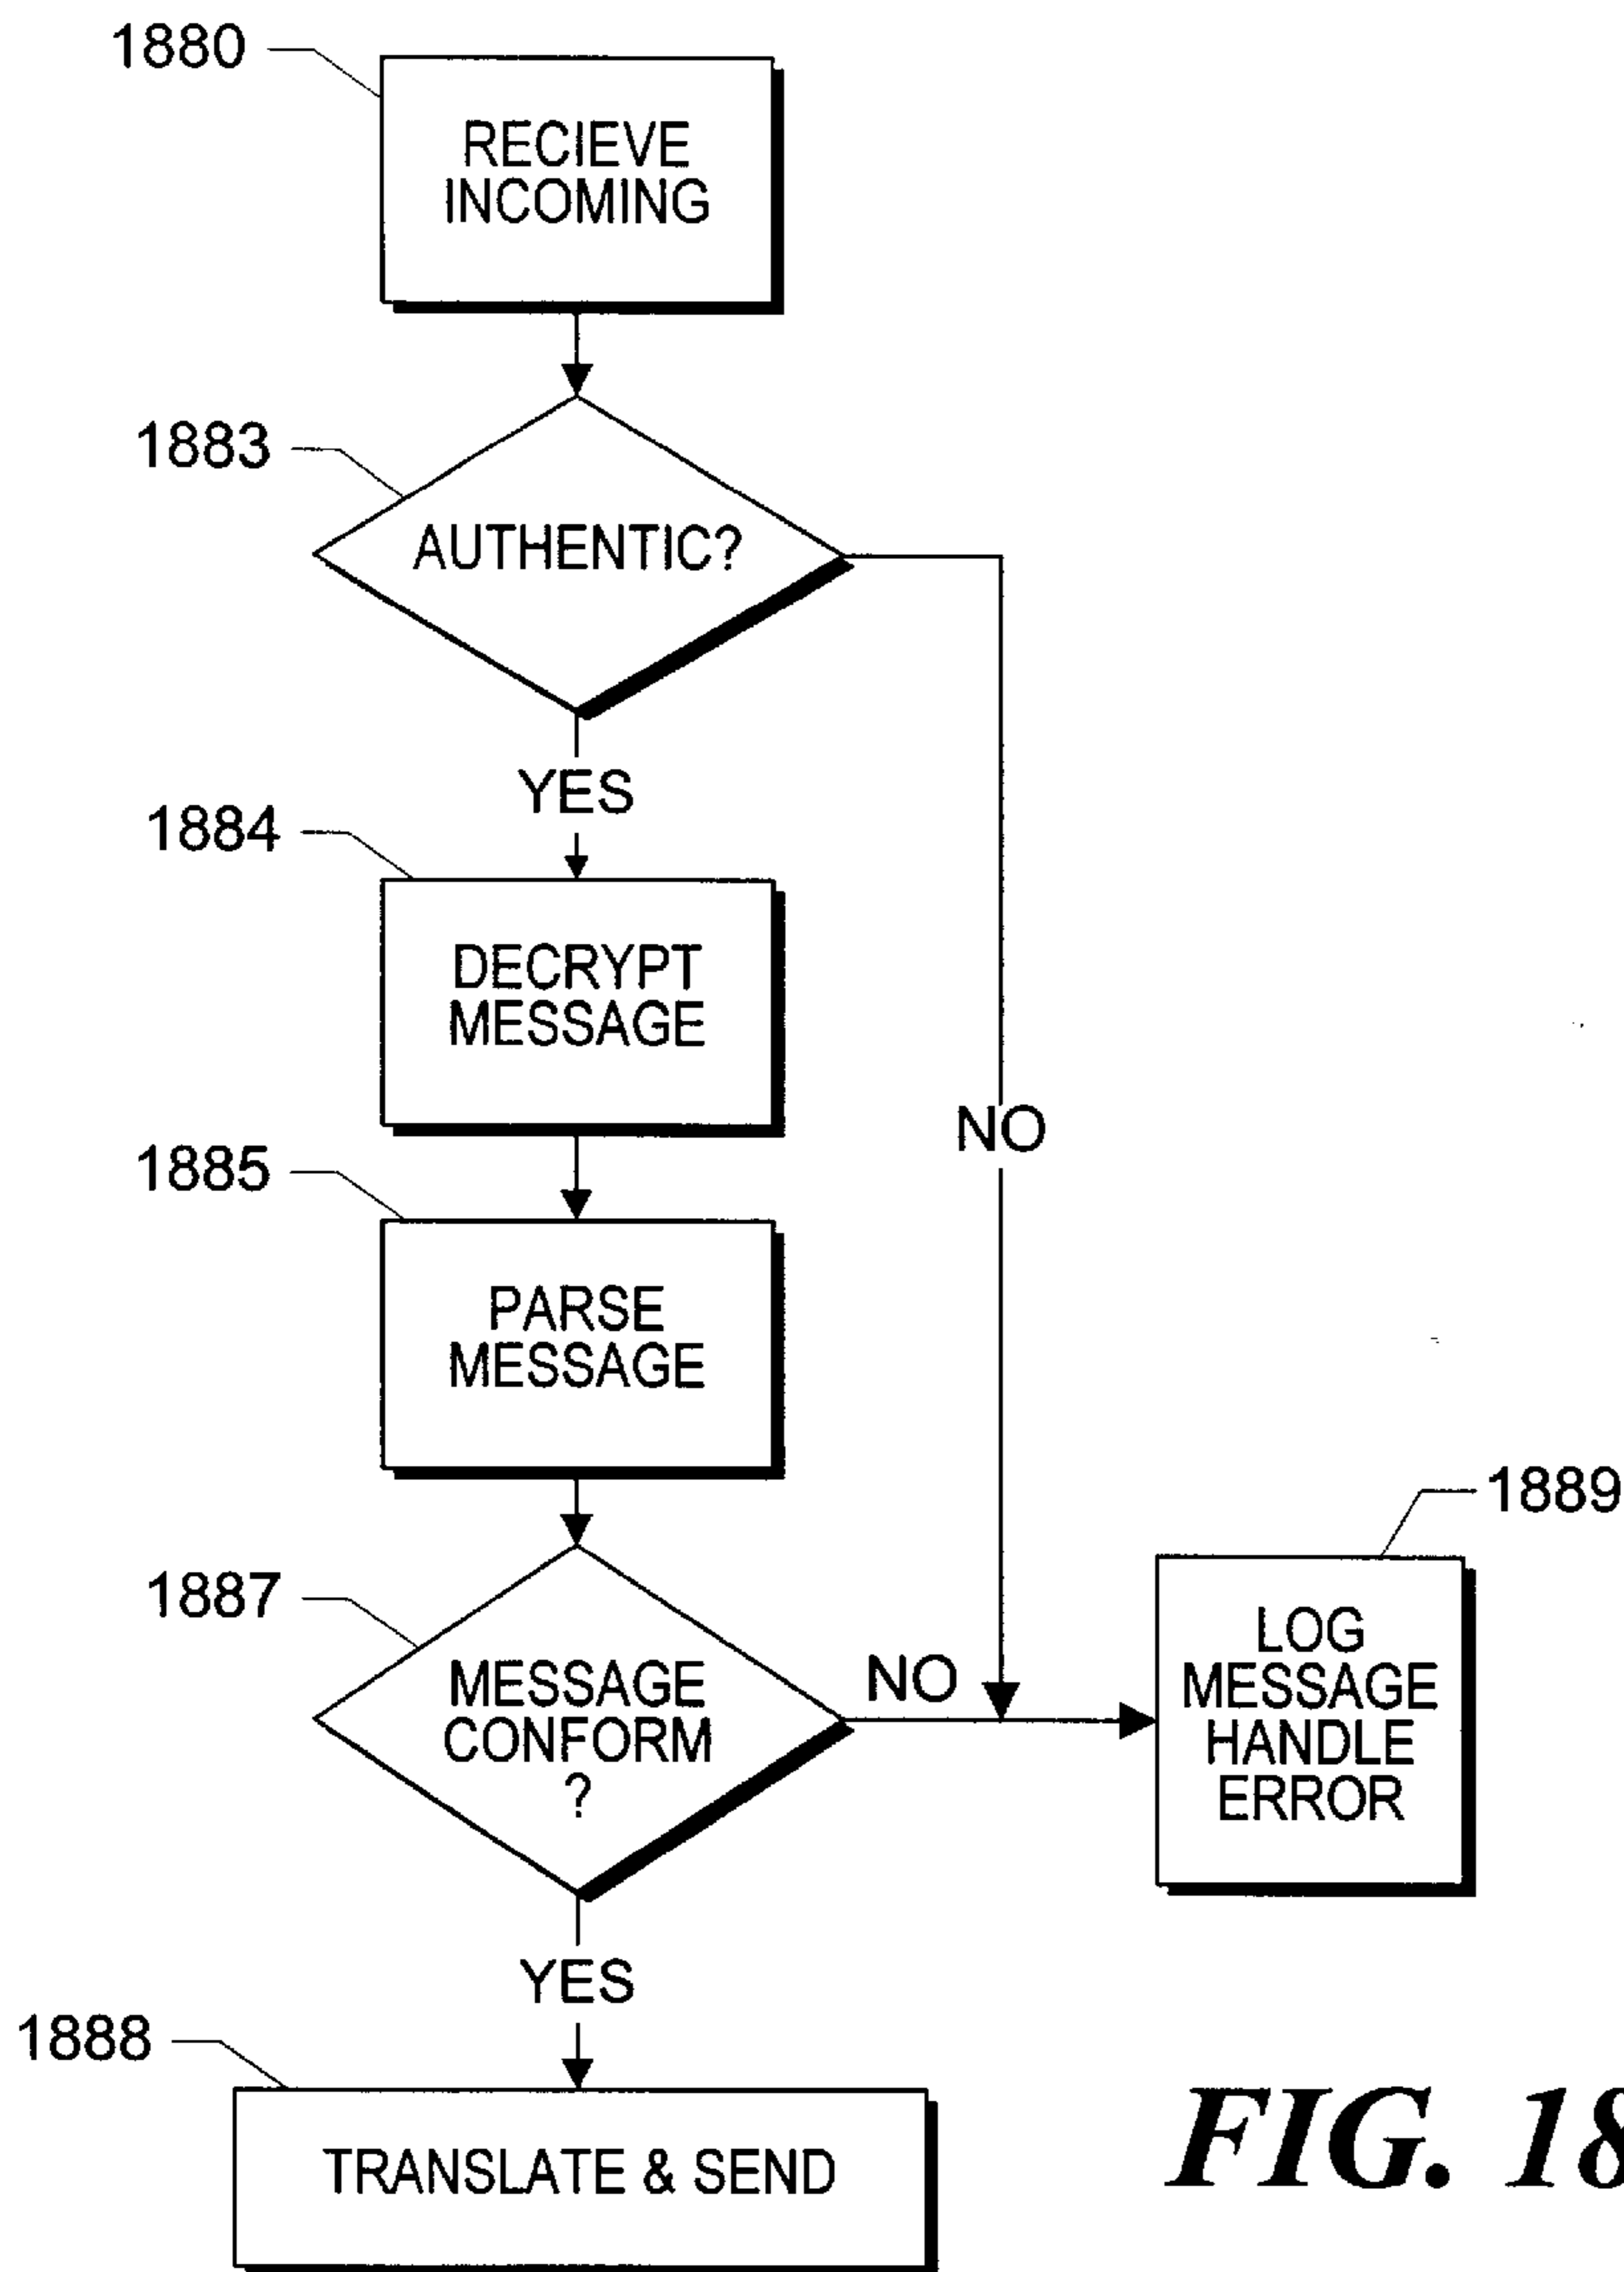 1880
RECIEVE
INCOMING
1883
AUTHENTIC?
YES
1884
DECRYPT
MESSAGE
NO
1885
PARSE
MESSAGE
1889
1887
MESSAGE
CONFORM
?
NO
LOG
MESSAGE
HANDLE
ERROR
YES
1888
TRANSLATE & SEND
FIG. 18